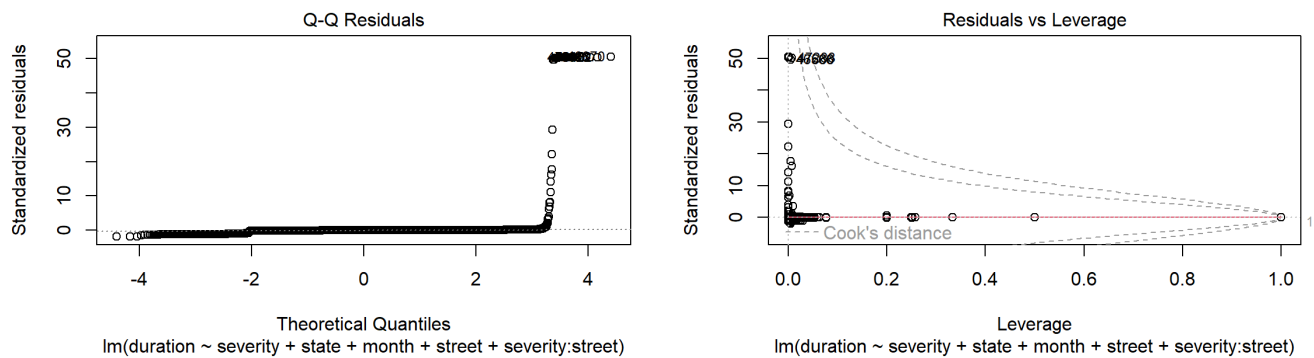 Q-Q Residuals
Standardized residuals
50
30
10
0
-4 -2 0 2 4
Theoretical Quantiles
lm(duration ~ severity + state + month + street + severity:street)
Residuals vs Leverage
Standardized residuals
50
30
10
0
Cook's distance
1
0.0 0.2 0.4 0.6 0.8 1.0
Leverage
lm(duration ~ severity + state + month + street + severity:street)